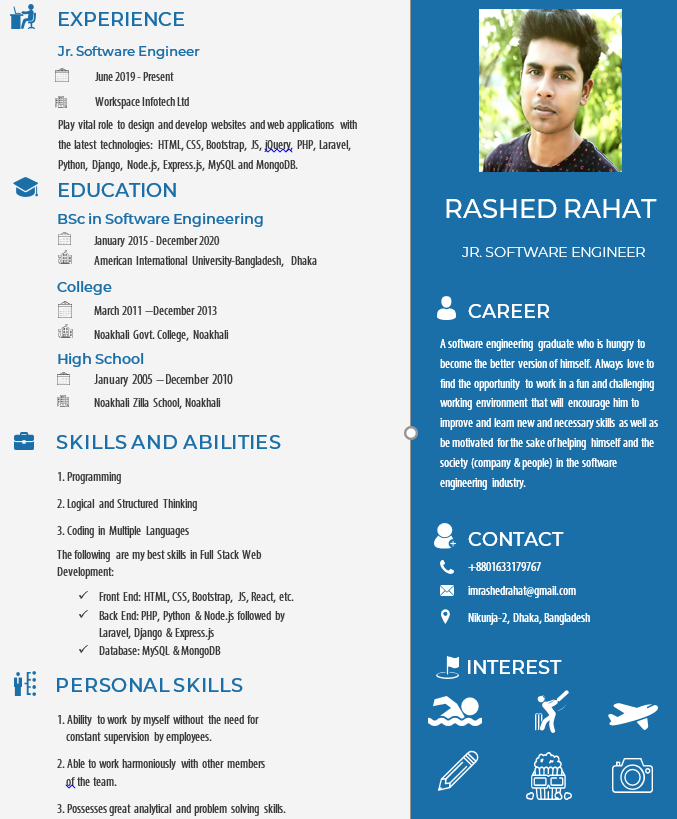 EXPERIENCE
Jr. Software Engineer
June 2019 - Present
Workspace Infotech Ltd
Play vital role to design and develop websites and web applications with
the latest technologies: HTML, CSS, Bootstrap, JS, jQuery, PHP, Laravel,
Python, Django, Node.js, Express.js, MySQL and MongoDB.
EDUCATION
BSc in Software Engineering
January 2015 - December 2020
American International University-Bangladesh, Dhaka
College
March 2011 —December 2013
Noakhali Govt. College, Noakhali
High School
January 2005 — December 2010
Noakhali Zilla School, Noakhali
SKILLS AND ABILITIES
1. Programming
2. Logical and Structured Thinking
3. Coding in Multiple Languages
The following are my best skills in Full Stack Web
Development:
✓ Front End: HTML, CSS, Bootstrap, JS, React, etc.
✓ Back End: PHP, Python & Node.js followed by
Laravel, Django & Express.js
✓ Database: MySQL & MongoDB
PERSONAL SKILLS
1. Ability to work by myself without the need for
constant supervision by employees.
2. Able to work harmoniously with other members
of the team.
3. Possesses great analytical and problem solving skills.
RASHED RAHAT
JR. SOFTWARE ENGINEER
CAREER
A software engineering graduate who is hungry to
become the better version of himself. Always love to
find the opportunity to work in a fun and challenging
working environment that will encourage him to
improve and learn new and necessary skills as well as
be motivated for the sake of helping himself and the
society (company & people) in the software
engineering industry.
CONTACT
+8801633179767
imrashedrahat@gmail.com
Nikunja-2, Dhaka, Bangladesh
INTEREST